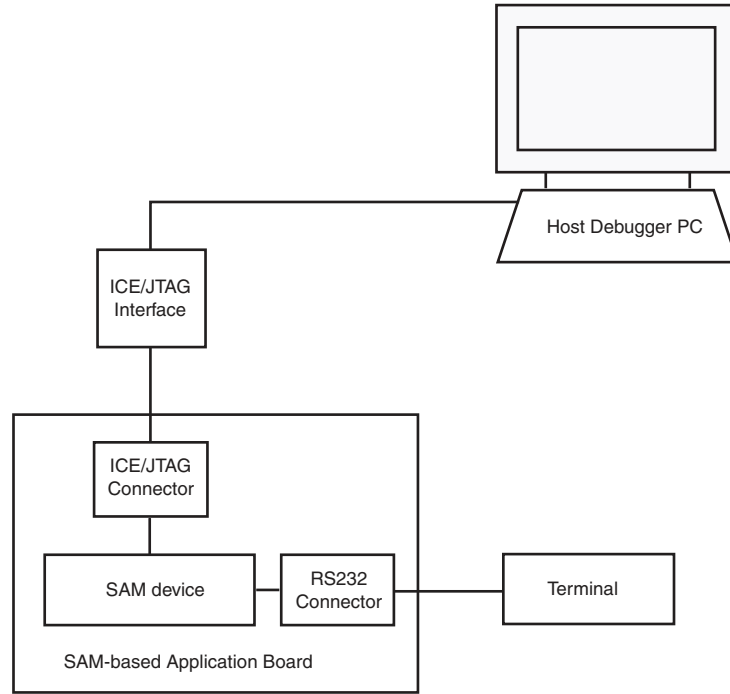 Host Debugger PC
ICE/JTAG
Interface
ICE/JTAG
Connector
SAM device
RS232
Connector
Terminal
SAM-based Application Board